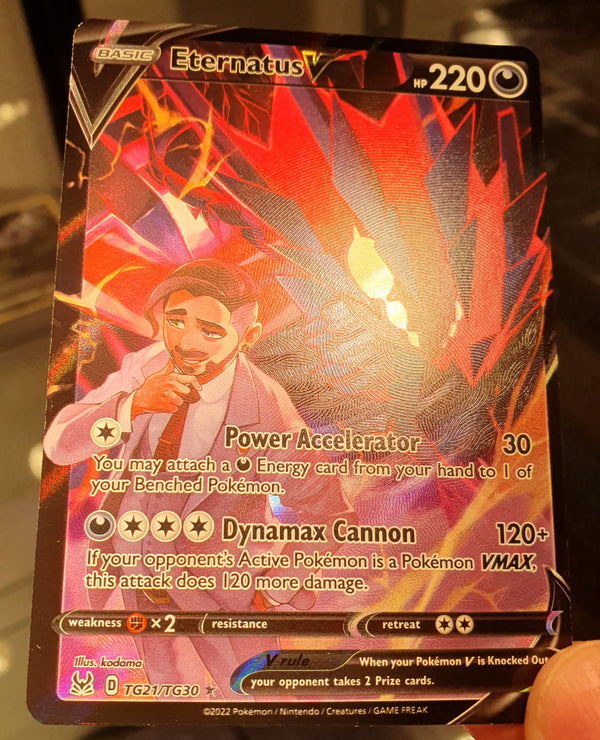 BASIC Eternatus V HP 220
Power Accelerator 30
You may attach a Energy card from your hand to 1 of
your Benched Pokémon.
Dynamax Cannon 120+
If your opponent's Active Pokémon is a Pokémon VMAX,
this attack does 120 more damage.
weakness ×2 resistance retreat
Illus. kodama V rule When your Pokémon V is Knocked Out,
D TG21/TG30 your opponent takes 2 Prize cards.
©2022 Pokémon / Nintendo / Creatures / GAME FREAK